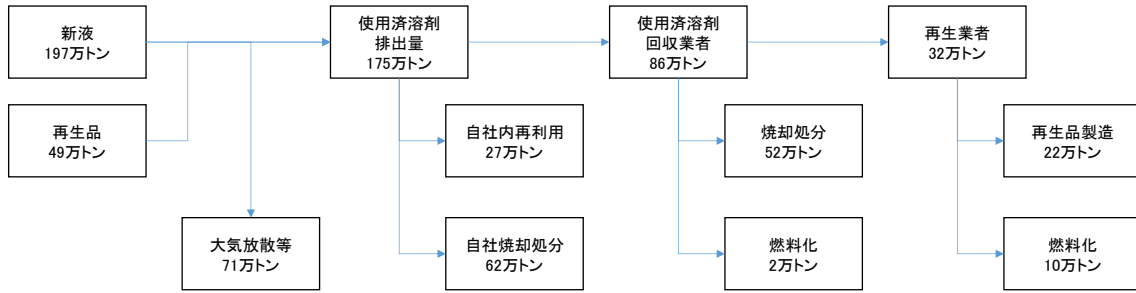 新液
197万トン
使用済溶剤
排出量
175万トン
使用済溶剤
回収業者
86万トン
再生業者
32万トン
再生品
49万トン
自社内再利用
27万トン
焼却処分
52万トン
再生品製造
22万トン
大気放散等
71万トン
自社焼却処分
62万トン
燃料化
2万トン
燃料化
10万トン